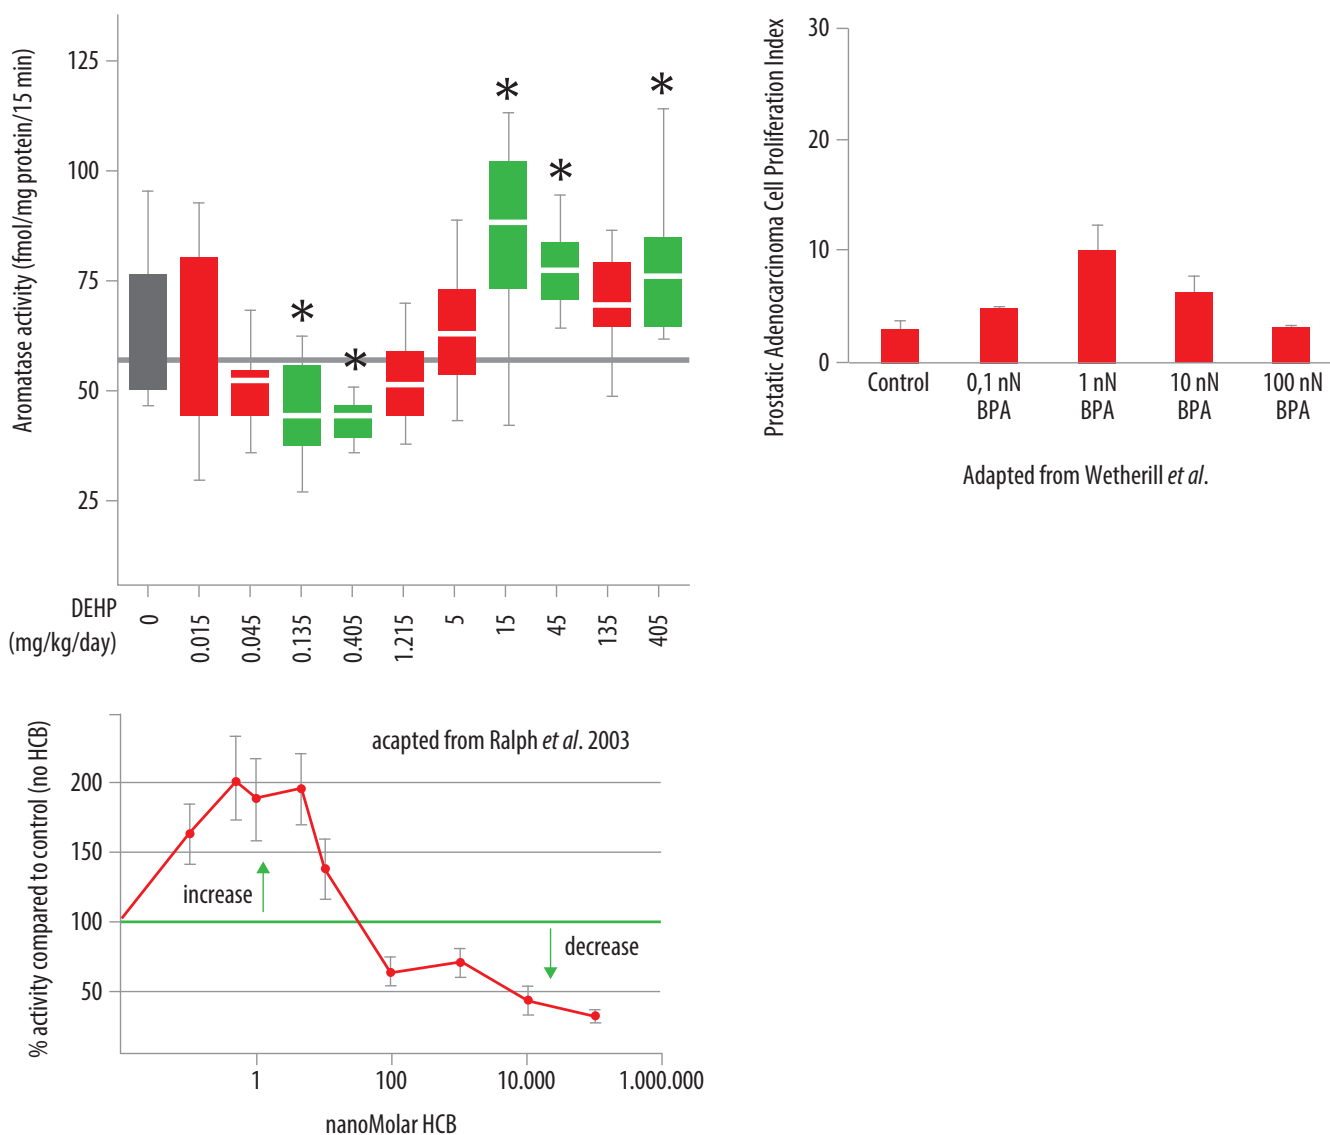 Aromatase activity (fmol/mg protein/15 min)
125
100
75
50
25
*
*
*
*
*
DEHP
(mg/kg/day)
0
0.015
0.045
0.135
0.405
1.215
5
15
45
135
405
Prostatic Adenocarcinoma Cell Proliferation Index
30
20
10
0
Control
0,1 nN
BPA
1 nN
BPA
10 nN
BPA
100 nN
BPA
Adapted from Wetherill et al.
% activity compared to control (no HCB)
200
150
100
50
acapted from Ralph et al. 2003
increase
decrease
1
100
10.000
1.000.000
nanoMolar HCB